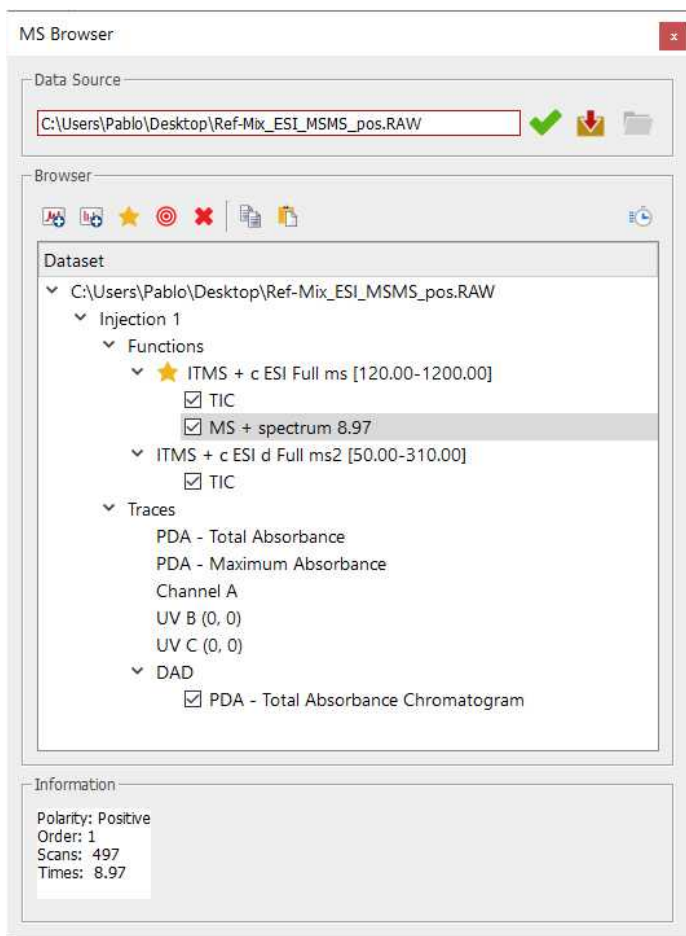 MS Browser
x
Data Source
C:\Users\Pablo\Desktop\Ref-Mix_ESI_MSMS_pos.RAW
Browser
Dataset
C:\Users\Pablo\Desktop\Ref-Mix_ESI_MSMS_pos.RAW
Injection 1
Functions
ITMS + c ESI Full ms [120.00-1200.00]
TIC
MS + spectrum 8.97
ITMS + c ESI d Full ms2 [50.00-310.00]
TIC
Traces
PDA - Total Absorbance
PDA - Maximum Absorbance
Channel A
UV B (0, 0)
UV C (0, 0)
DAD
PDA - Total Absorbance Chromatogram
Information
Polarity: Positive
Order: 1
Scans: 497
Times: 8.97